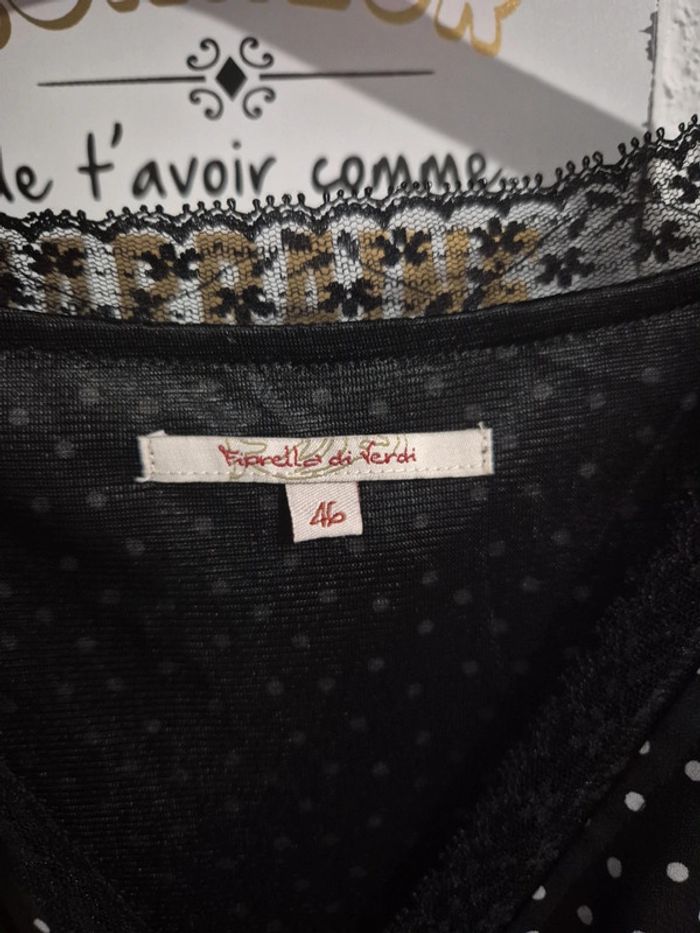 de t'avoir comme
Fiorella di Verdi
46